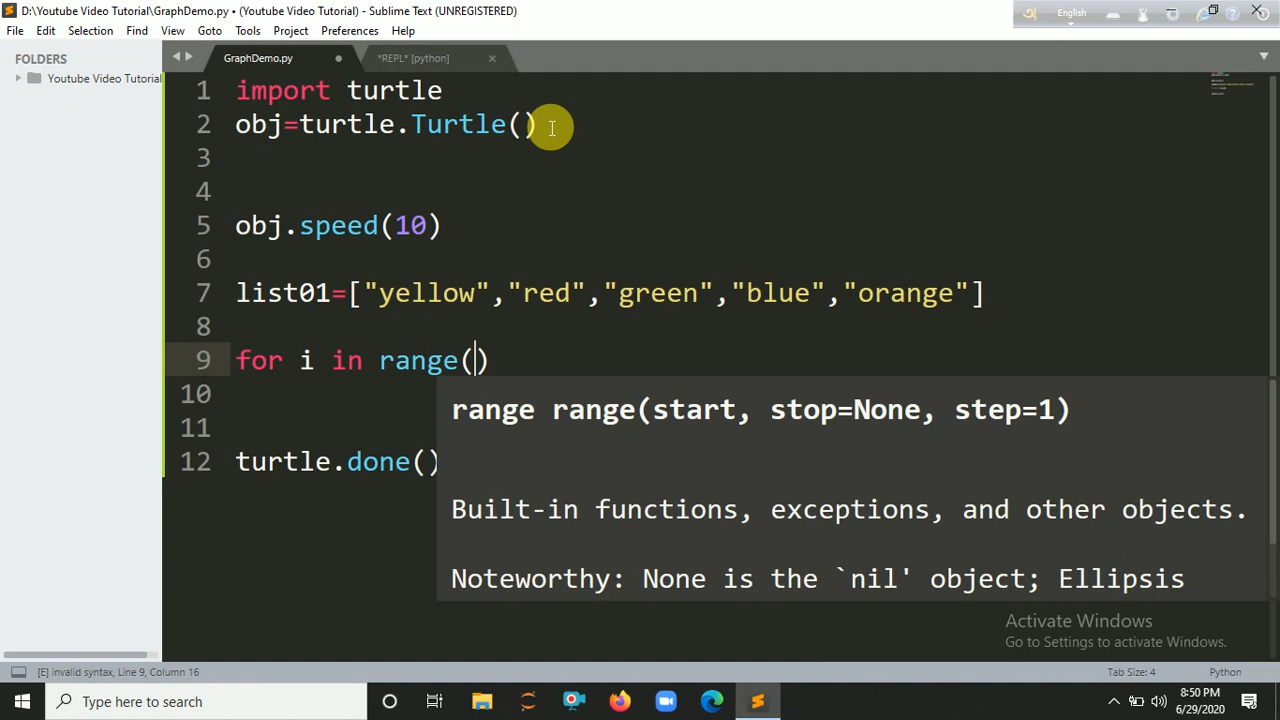 D:\Youtube Video Tutorial\GraphDemo.py • (Youtube Video Tutorial) - Sublime Text (UNREGISTERED)
English
File Edit Selection Find View Goto Tools Project Preferences Help
FOLDERS
Youtube Video Tutorial
GraphDemo.py
*REPL* [python]
1 import turtle
2 obj=turtle.Turtle()
3
4
5 obj.speed(10)
6
7 list01=["yellow","red","green","blue","orange"]
8
9 for i in range()
10
11
12 turtle.done()
range range(start, stop=None, step=1)
Built-in functions, exceptions, and other objects.
Noteworthy: None is the `nil' object; Ellipsis
Activate Windows
Go to Settings to activate Windows.
[E] invalid syntax, Line 9, Column 16
Tab Size: 4
Python
Type here to search
8:50 PM
6/29/2020